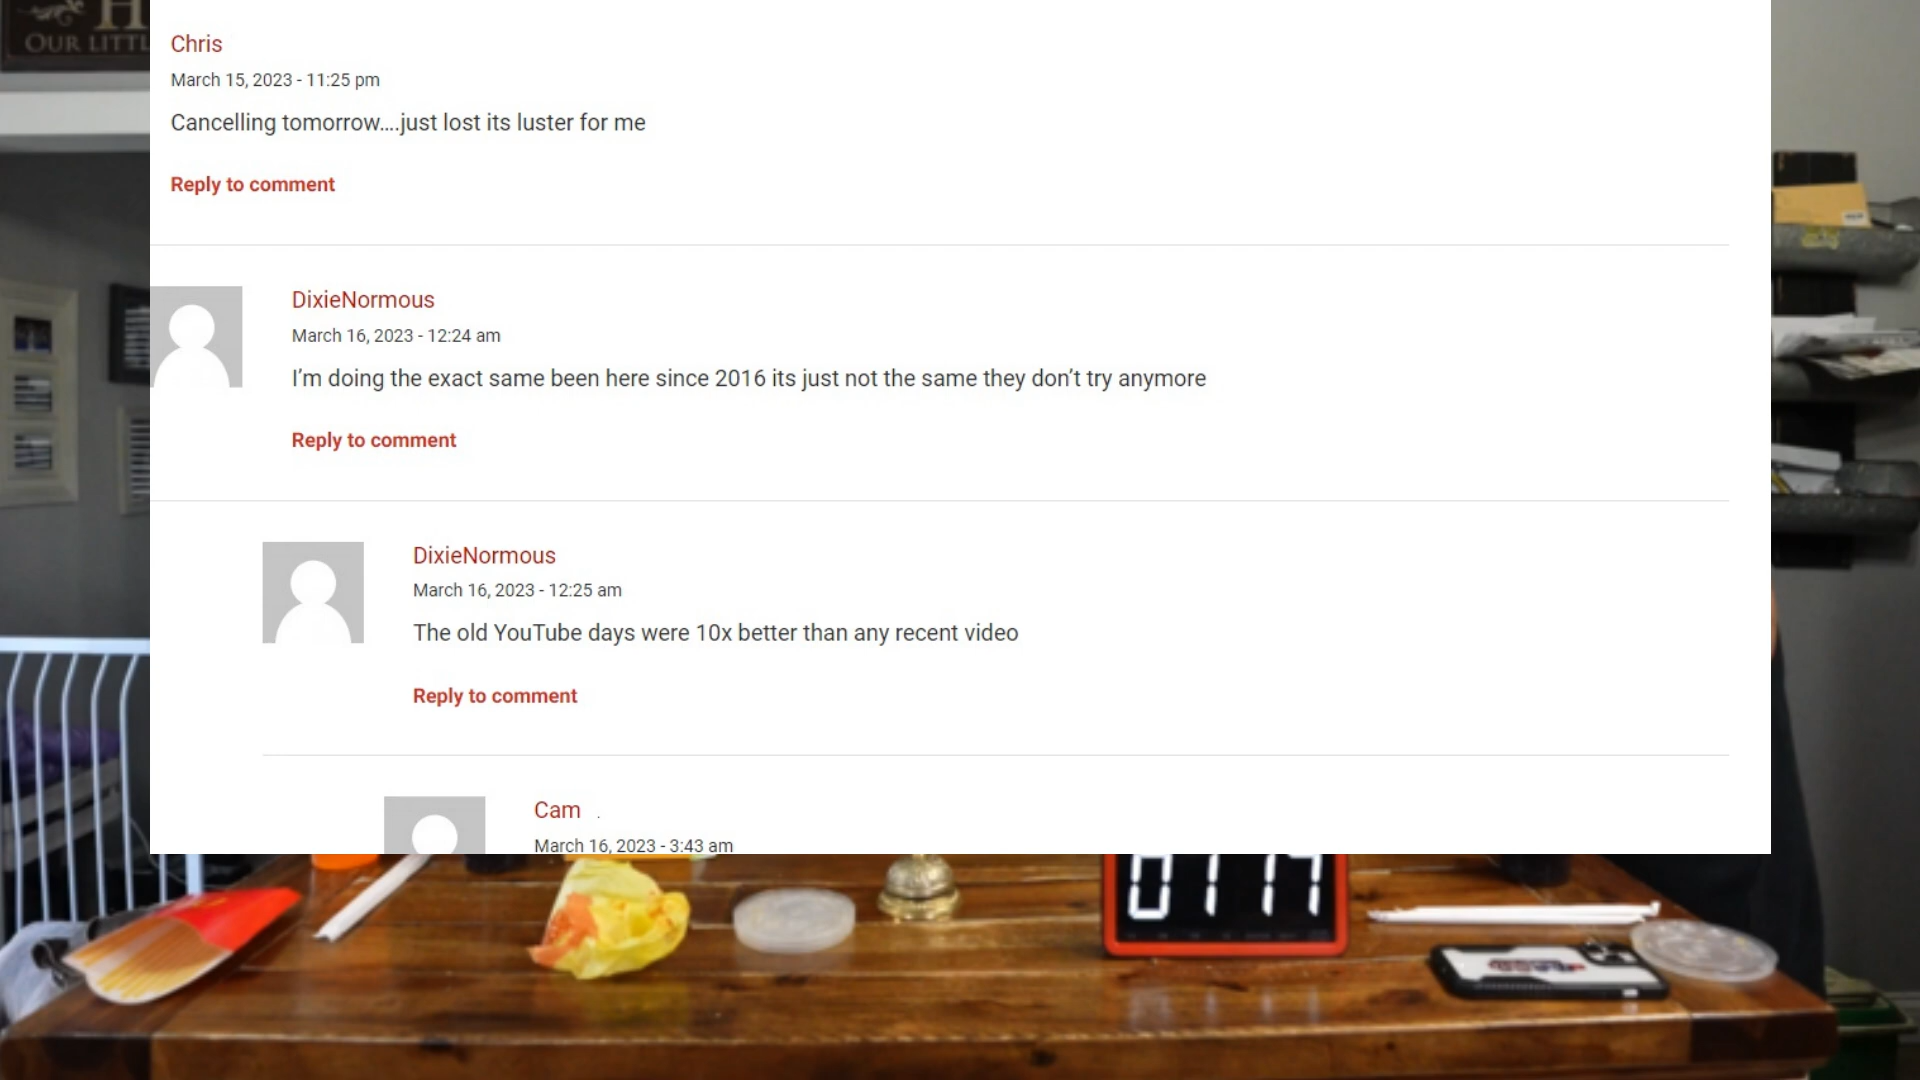 OUR LITTL
Chris
March 15, 2023 - 11:25 pm
Cancelling tomorrow....just lost its luster for me
Reply to comment
DixieNormous
March 16, 2023 - 12:24 am
I’m doing the exact same been here since 2016 its just not the same they don’t try anymore
Reply to comment
DixieNormous
March 16, 2023 - 12:25 am
The old YouTube days were 10x better than any recent video
Reply to comment
Cam
March 16, 2023 - 3:43 am